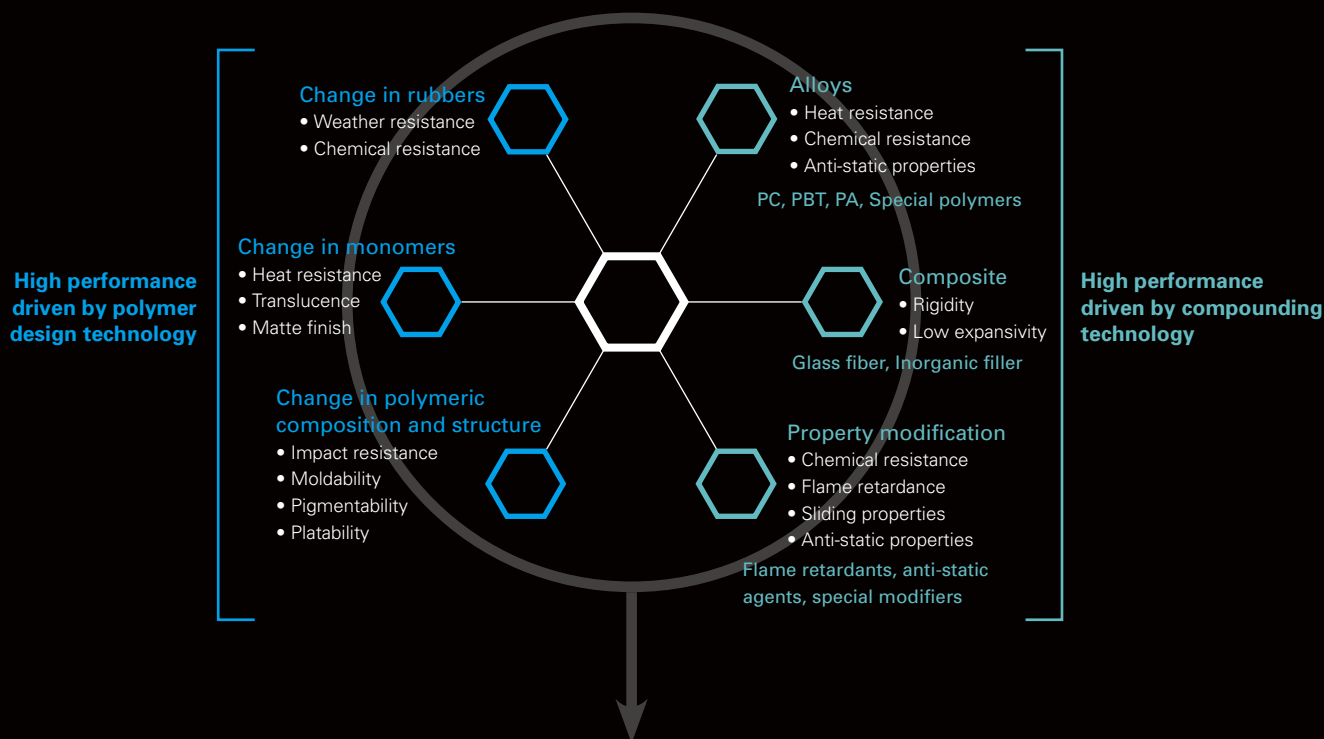 High performance
driven by polymer
design technology
Change in rubbers
• Weather resistance
• Chemical resistance
Change in monomers
• Heat resistance
• Translucence
• Matte finish
Change in polymeric
composition and structure
• Impact resistance
• Moldability
• Pigmentability
• Platability
Alloys
• Heat resistance
• Chemical resistance
• Anti-static properties
PC, PBT, PA, Special polymers
Composite
• Rigidity
• Low expansivity
Glass fiber, Inorganic filler
Property modification
• Chemical resistance
• Flame retardance
• Sliding properties
• Anti-static properties
Flame retardants, anti-static
agents, special modifiers
High performance
driven by compounding
technology